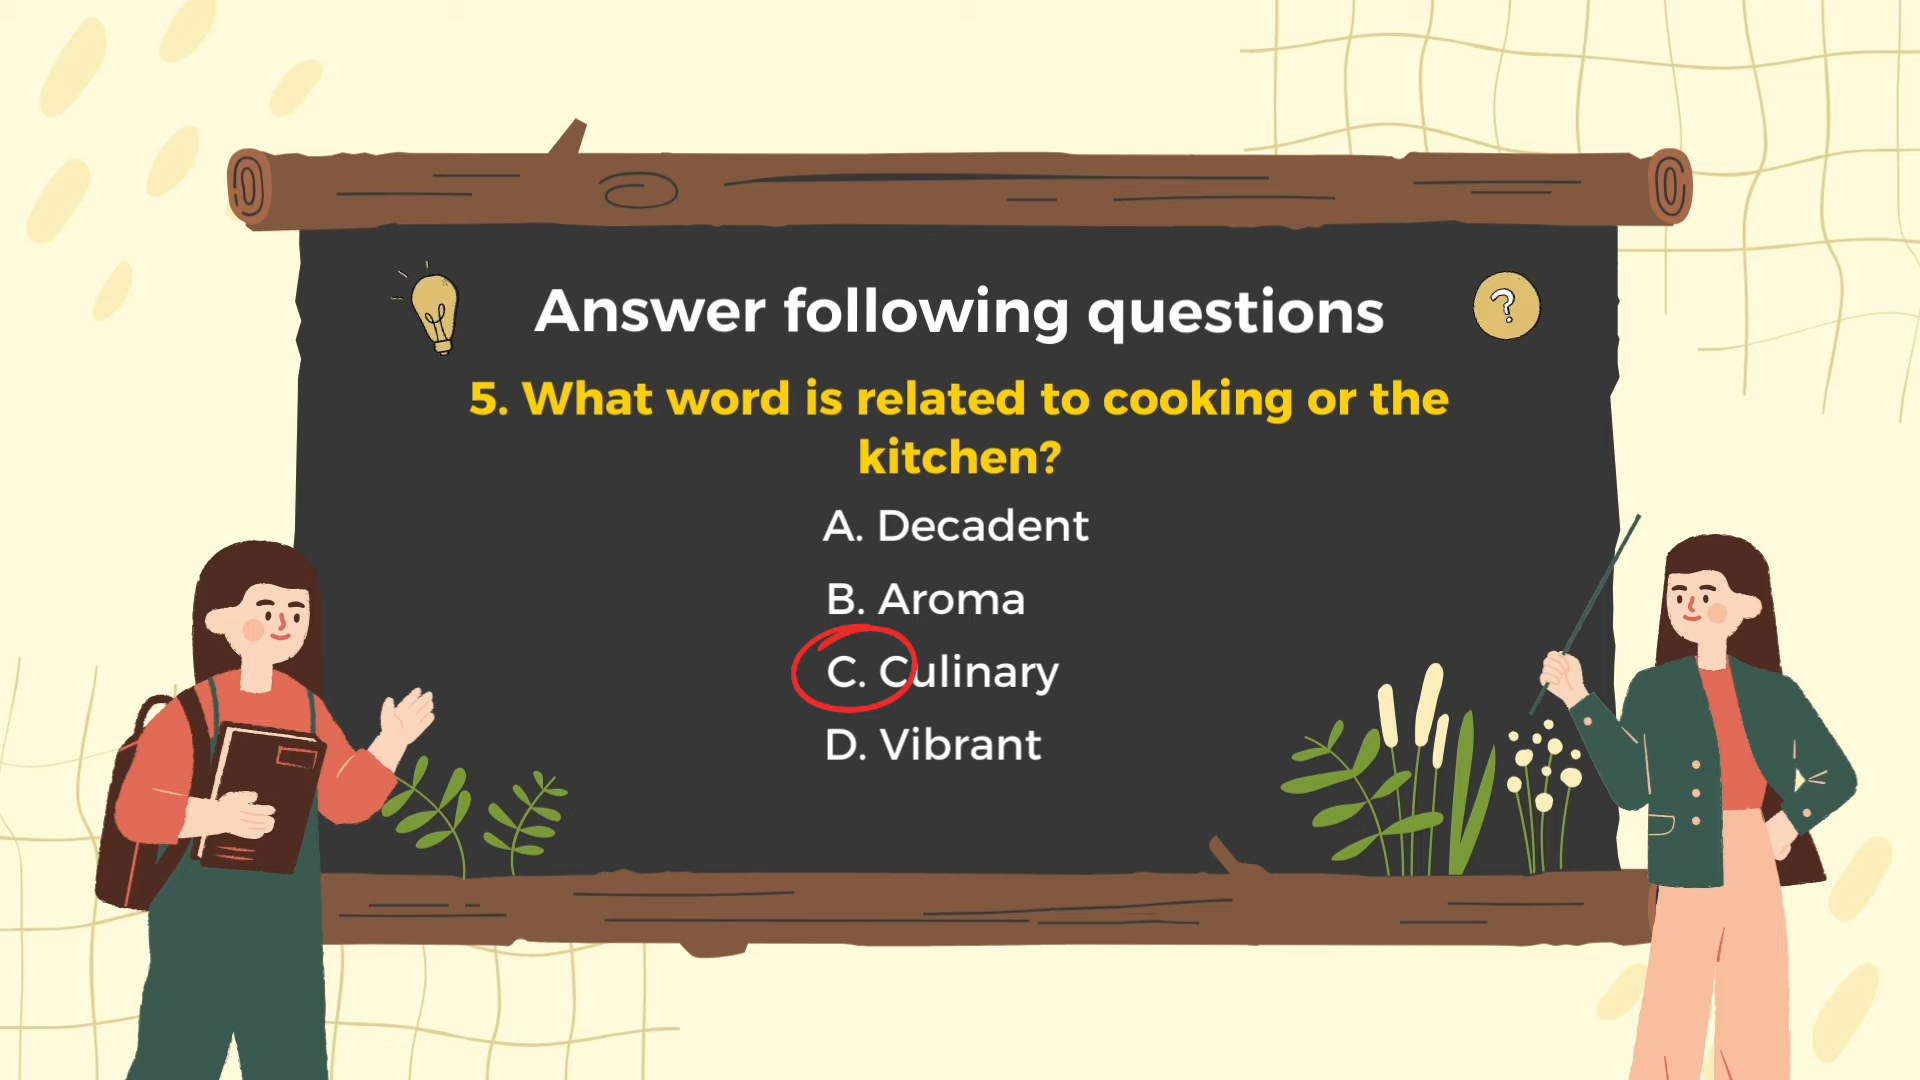 Answer following questions
?
5. What word is related to cooking or the
kitchen?
A. Decadent
B. Aroma
C. Culinary
D. Vibrant